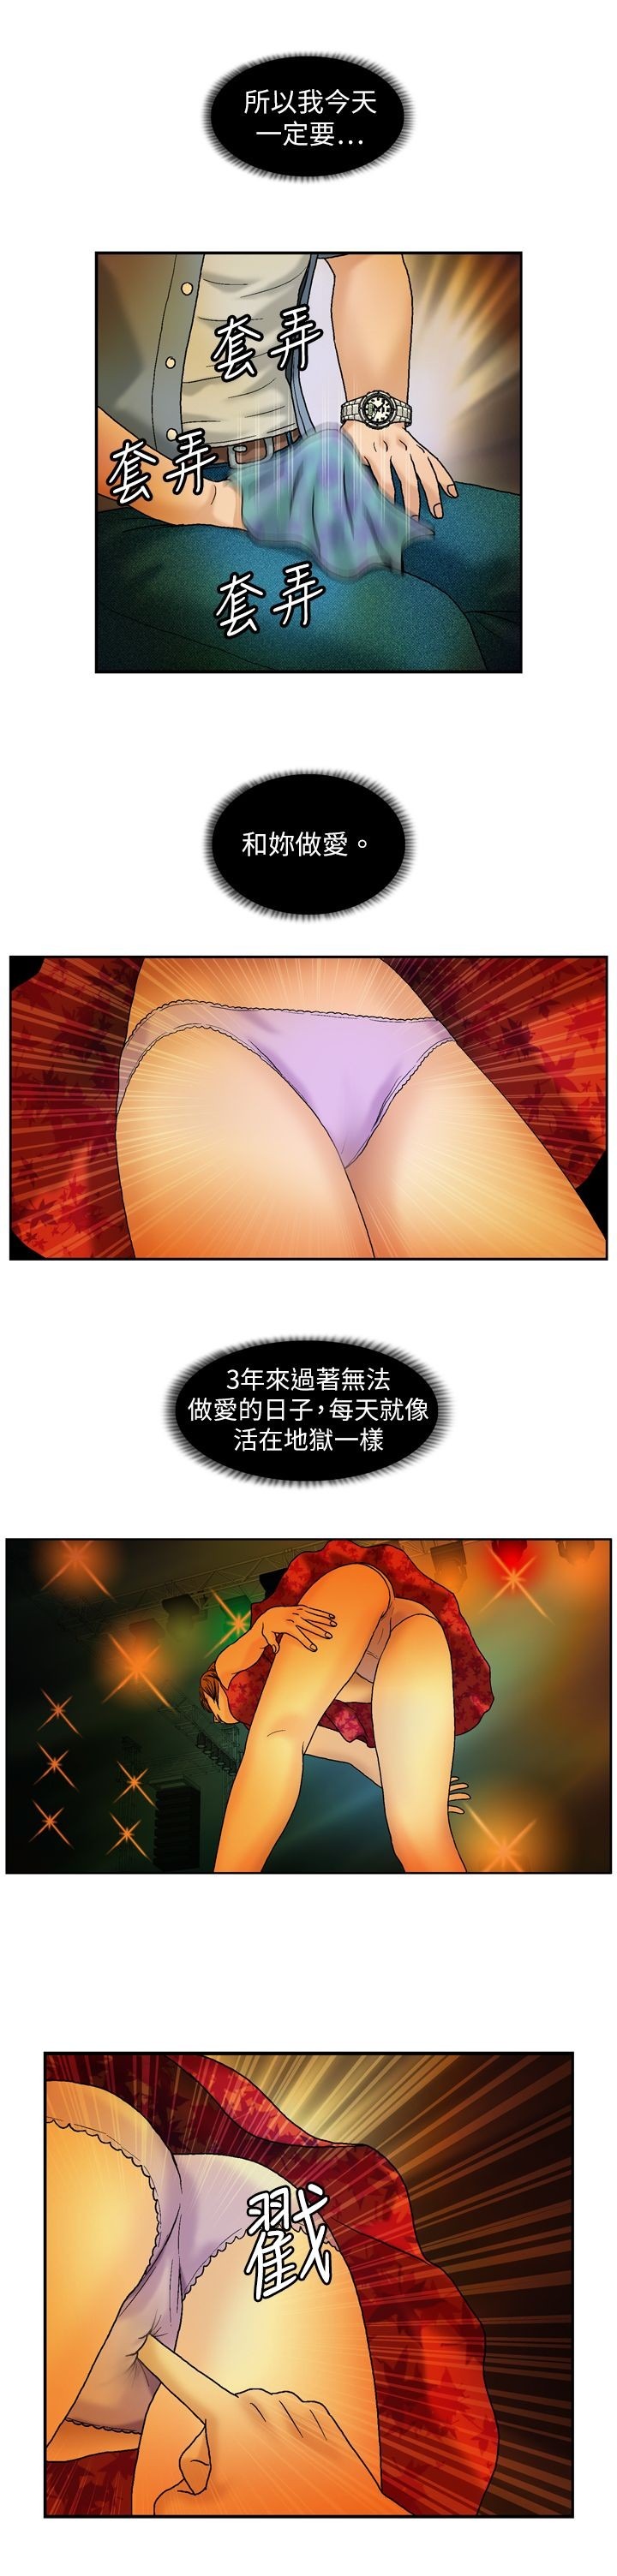 所以我今天
一定要...
套弄
套弄
套弄
和妳做愛。
3年來過著無法
做愛的日子，每天就像
活在地獄一樣
戳